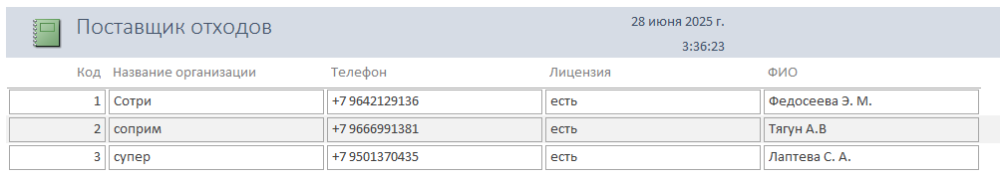 Поставщик отходов
28 июня 2025 г.
3:36:23
Код Название организации Телефон Лицензия ФИО
1 Сотри +7 9642129136 есть Федосеева Э. М.
2 соприм +7 9666991381 есть Тягун А.В
3 супер +7 9501370435 есть Лаптева С. А.